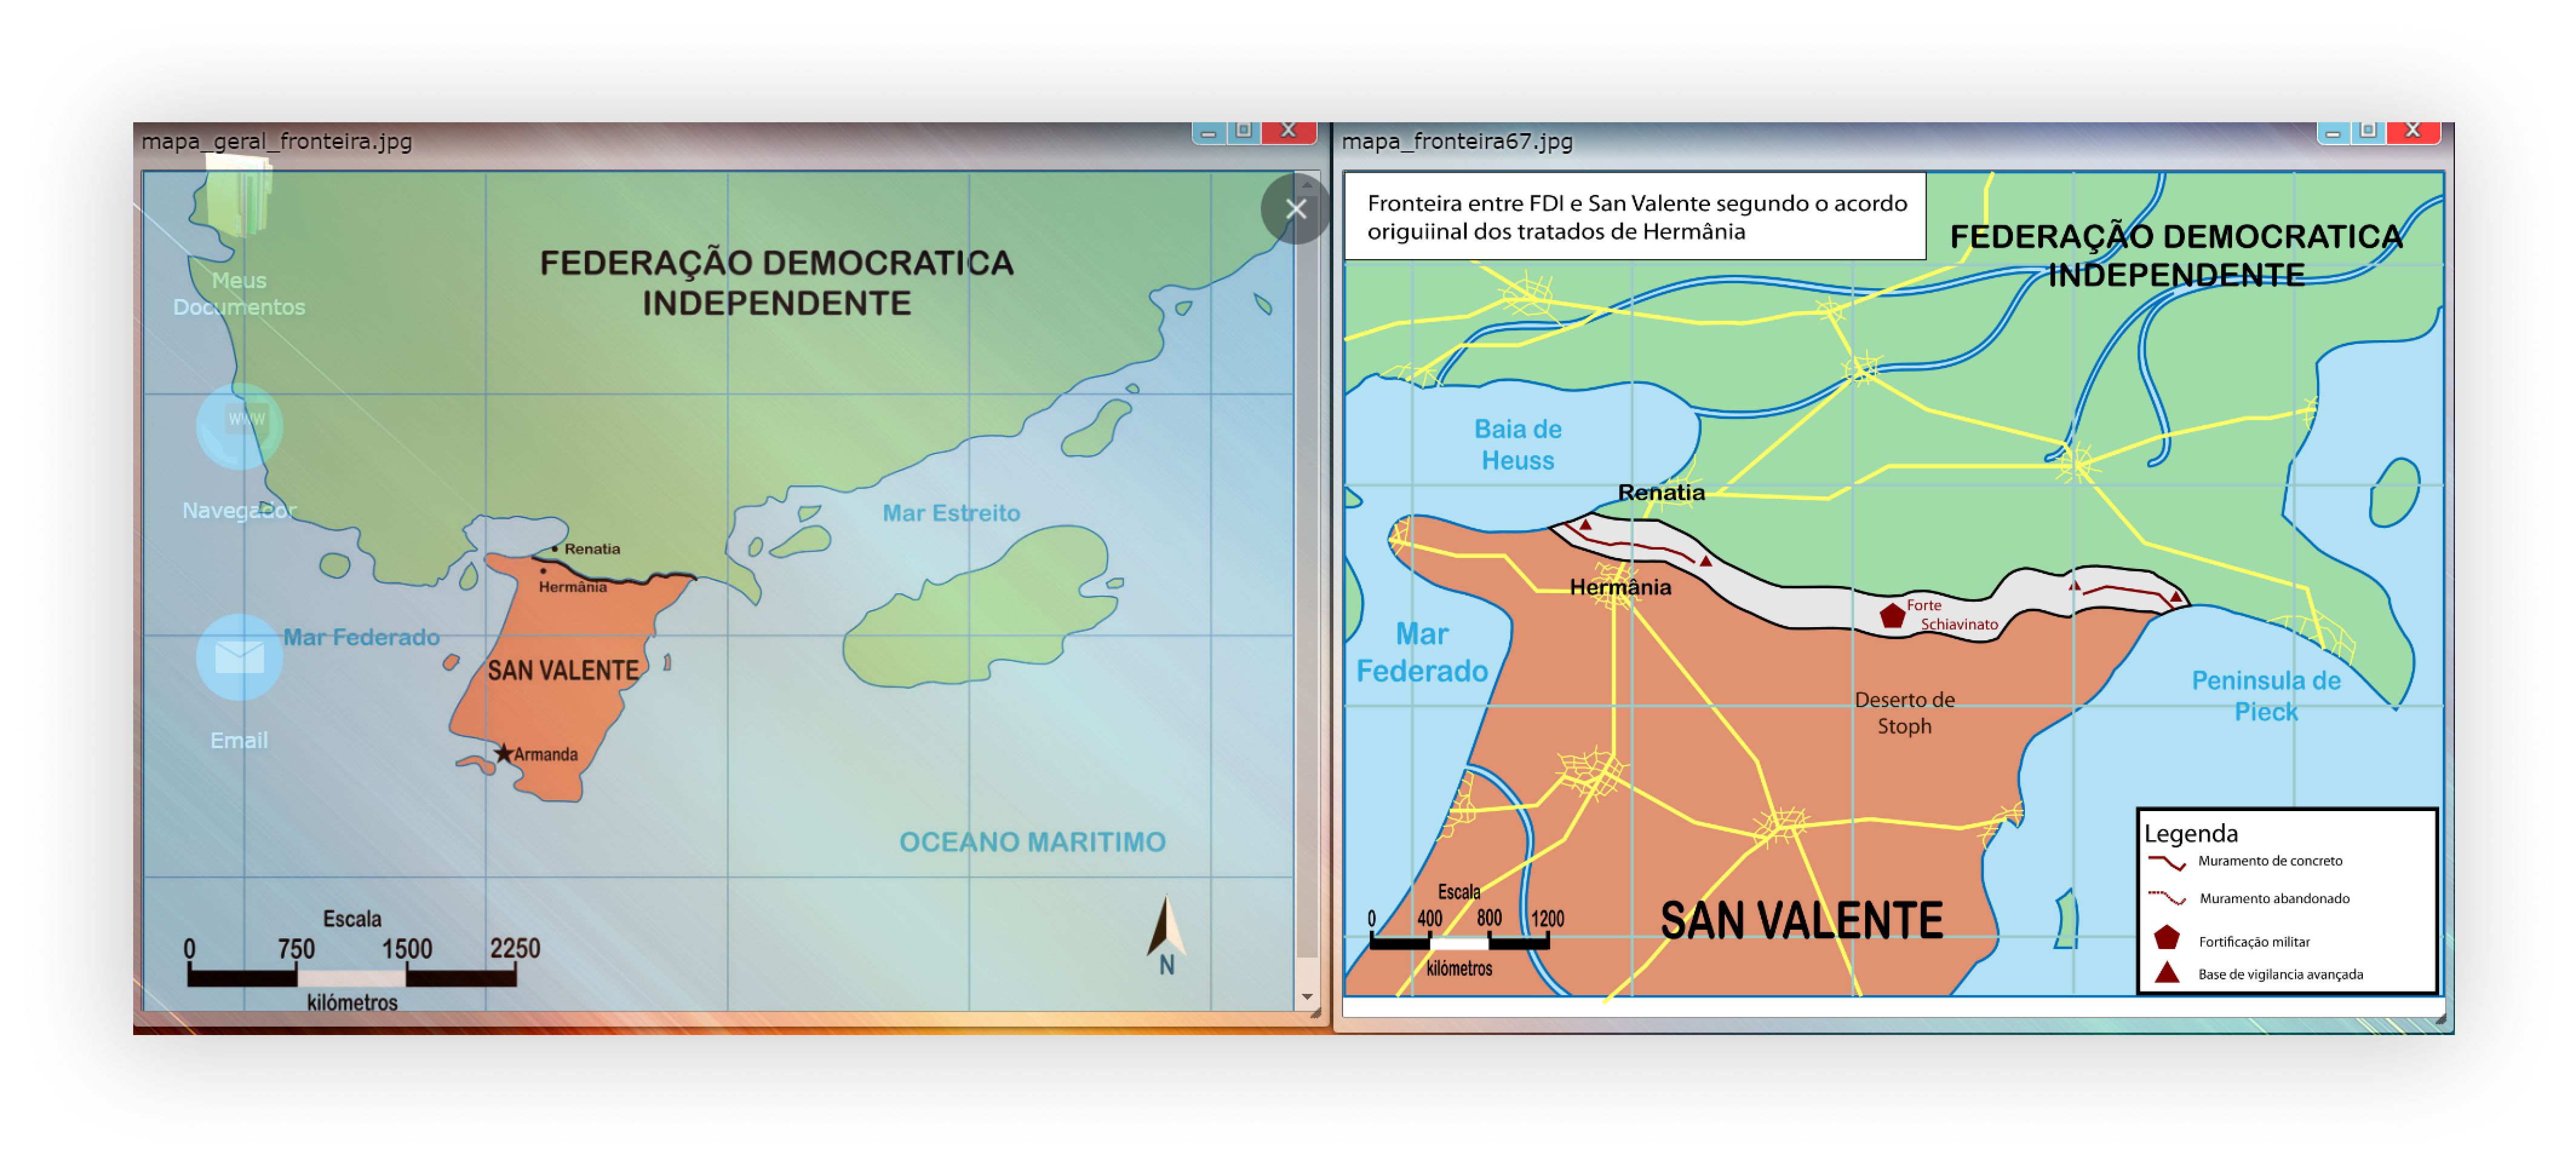 mapa_geral_fronteira.jpg
Meus
Documentos
WWW
Navegador
Email
FEDERAÇÃO DEMOCRATICA
INDEPENDENTE
Mar Estreito
Renatia
Hermânia
Mar Federado
SAN VALENTE
Armanda
OCEANO MARITIMO
Escala
0 750 1500 2250
kilómetros
N
mapa_fronteira67.jpg
Fronteira entre FDI e San Valente segundo o acordo
origuiinal dos tratados de Hermânia
FEDERAÇÃO DEMOCRATICA
INDEPENDENTE
Baia de
Heuss
Renatia
Hermânia
Forte
Schiavinato
Mar
Federado
Deserto de
Stoph
Peninsula de
Pieck
SAN VALENTE
Escala
0 400 800 1200
kilómetros
Legenda
Muramento de concreto
Muramento abandonado
Fortificação militar
Base de vigilancia avançada